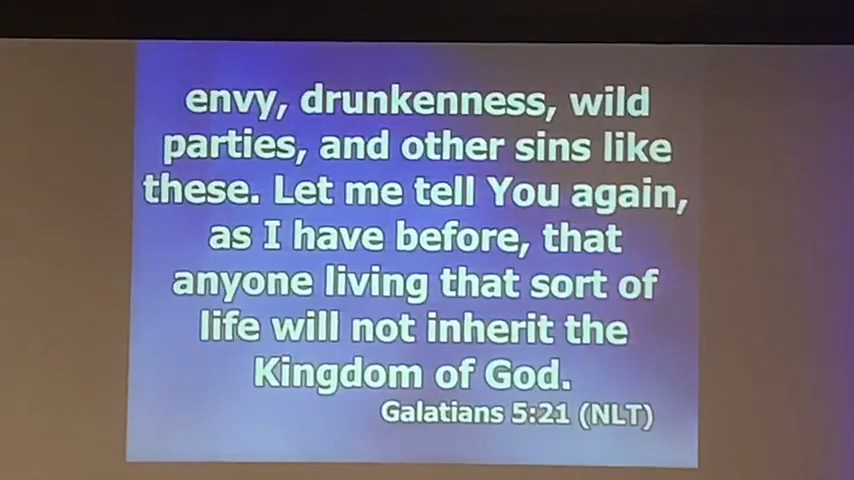 envy, drunkenness, wild
parties, and other sins like
these. Let me tell You again,
as I have before, that
anyone living that sort of
life will not inherit the
Kingdom of God.
Galatians 5:21 (NLT)